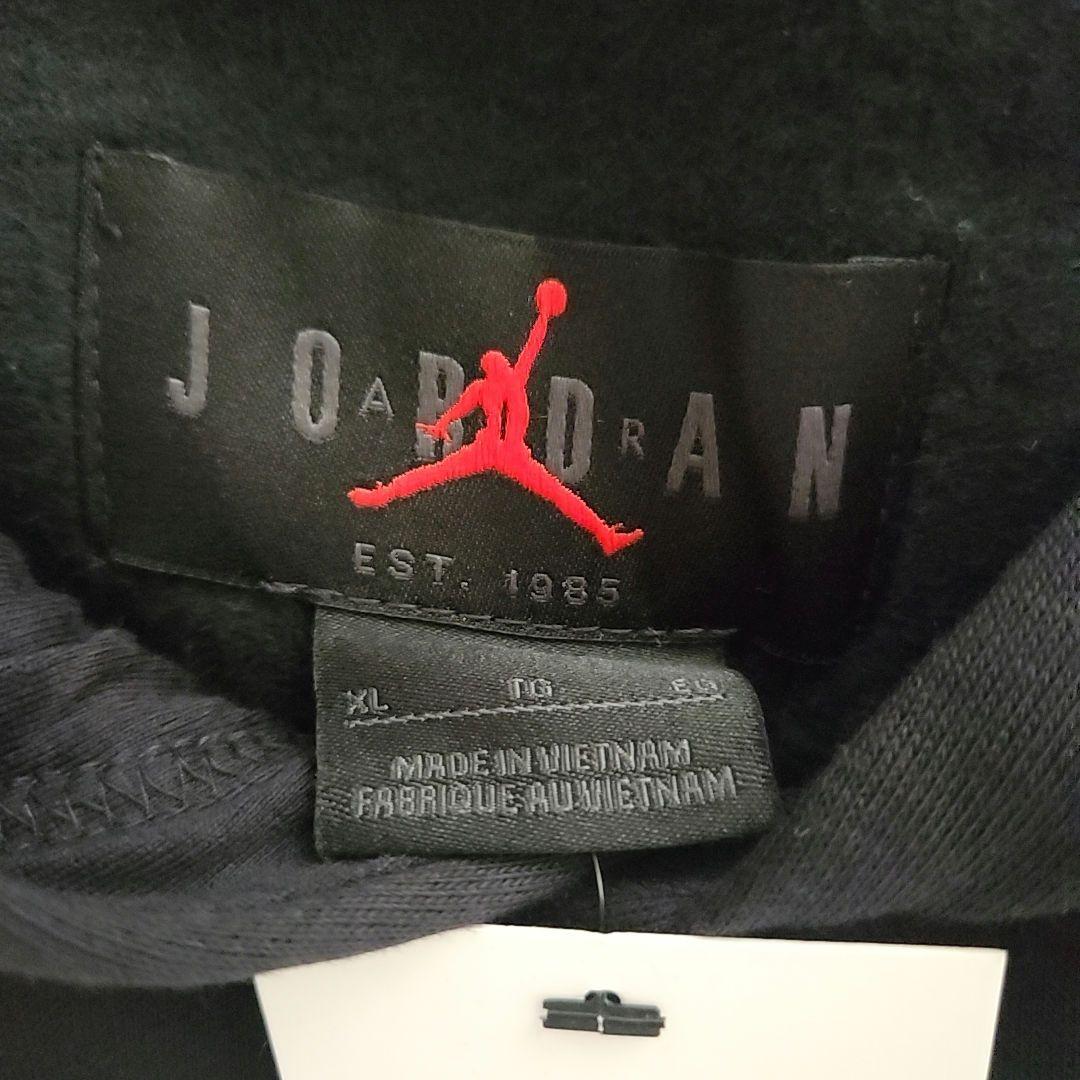 JORDAN
AIR
EST. 1985
XL TG EG
MADE IN VIETNAM
FABRIQUE AU VIETNAM